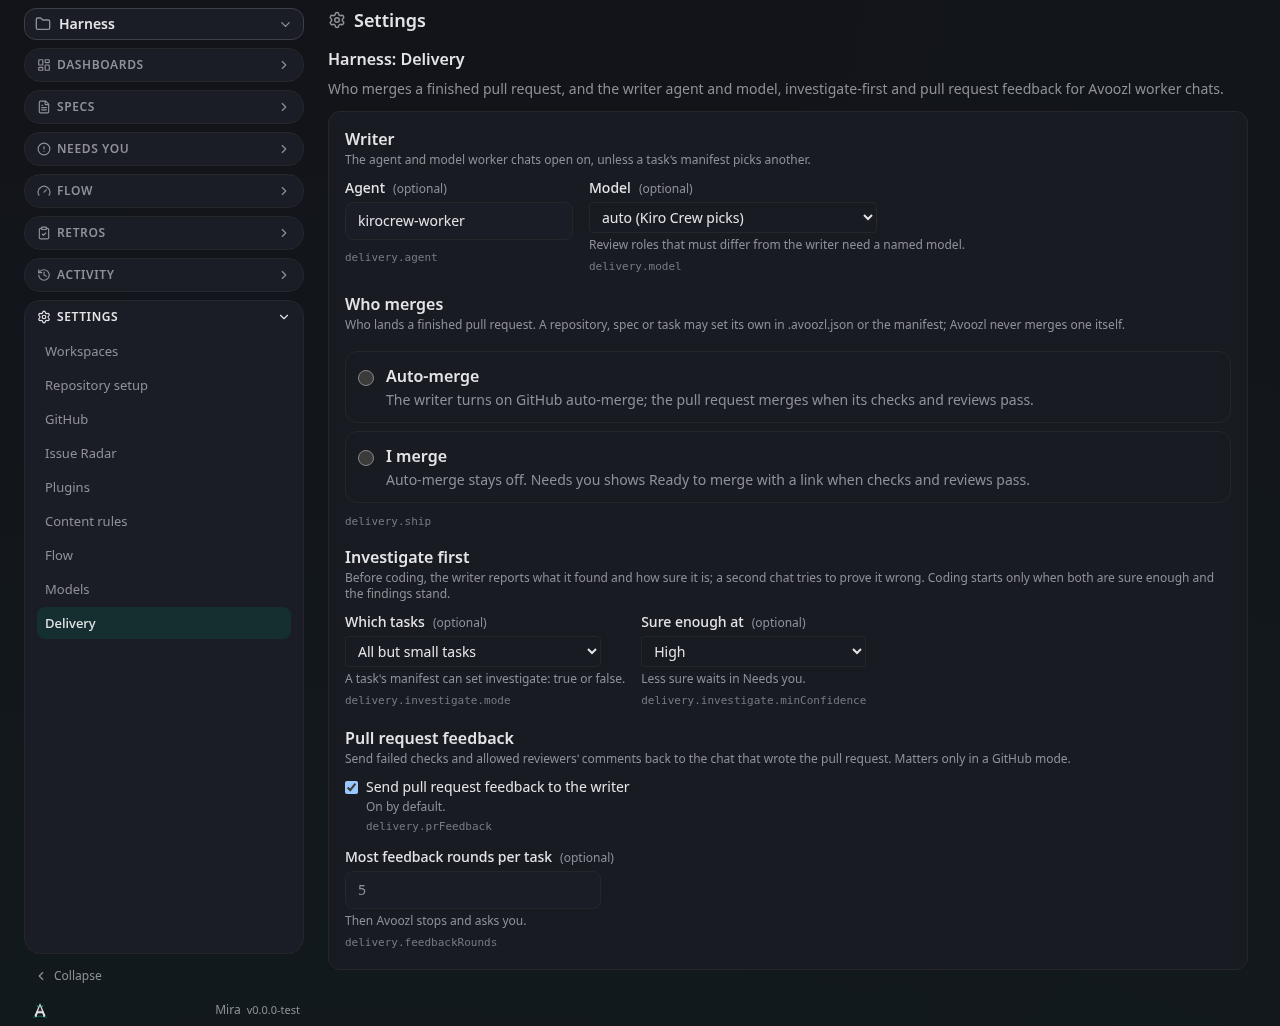 Harness
DASHBOARDS
SPECS
NEEDS YOU
FLOW
RETROS
ACTIVITY
SETTINGS
Workspaces
Repository setup
GitHub
Issue Radar
Plugins
Content rules
Flow
Models
Delivery
Collapse
Mira v0.0.0-test
Settings
Harness: Delivery
Who merges a finished pull request, and the writer agent and model, investigate-first and pull request feedback for Avoozl worker chats.
Writer
The agent and model worker chats open on, unless a task's manifest picks another.
Agent (optional)
kirocrew-worker
delivery.agent
Model (optional)
auto (Kiro Crew picks)
Review roles that must differ from the writer need a named model.
delivery.model
Who merges
Who lands a finished pull request. A repository, spec or task may set its own in .avoozl.json or the manifest; Avoozl never merges one itself.
Auto-merge
The writer turns on GitHub auto-merge; the pull request merges when its checks and reviews pass.
I merge
Auto-merge stays off. Needs you shows Ready to merge with a link when checks and reviews pass.
delivery.ship
Investigate first
Before coding, the writer reports what it found and how sure it is; a second chat tries to prove it wrong. Coding starts only when both are sure enough and
the findings stand.
Which tasks (optional)
All but small tasks
A task's manifest can set investigate: true or false.
delivery.investigate.mode
Sure enough at (optional)
High
Less sure waits in Needs you.
delivery.investigate.minConfidence
Pull request feedback
Send failed checks and allowed reviewers' comments back to the chat that wrote the pull request. Matters only in a GitHub mode.
Send pull request feedback to the writer
On by default.
delivery.prFeedback
Most feedback rounds per task (optional)
5
Then Avoozl stops and asks you.
delivery.feedbackRounds